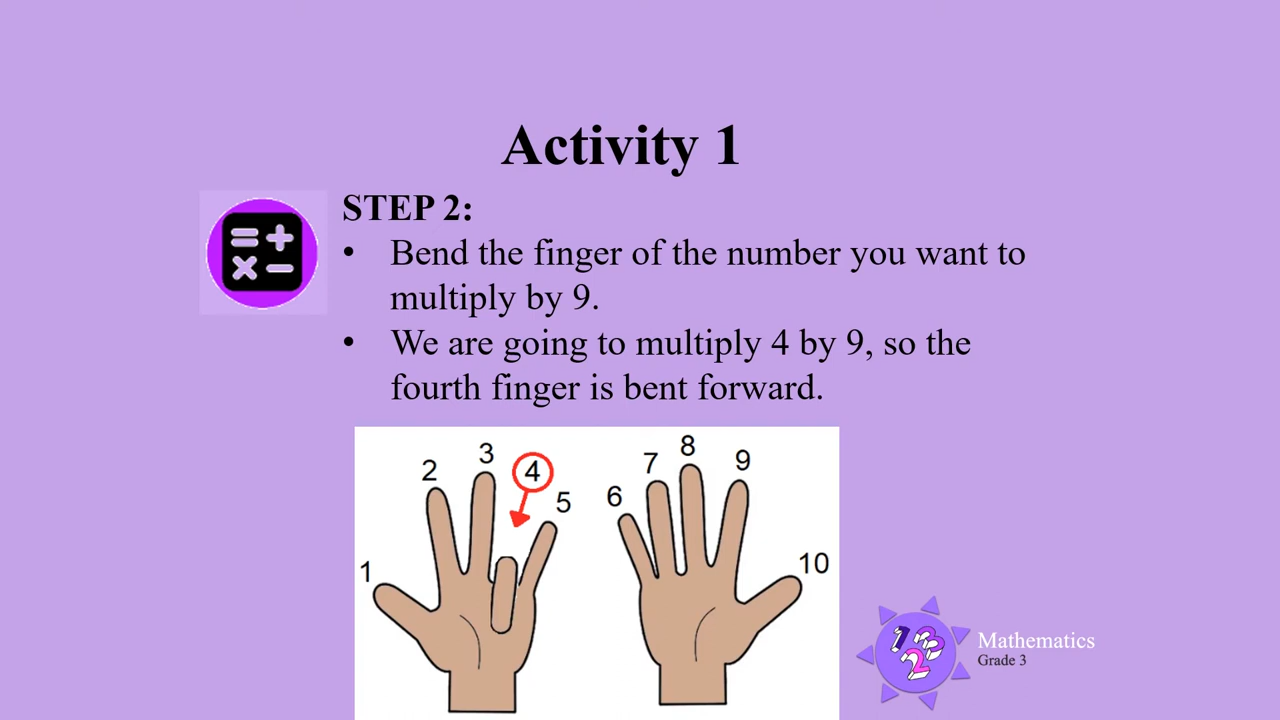 Activity 1
STEP 2:
• Bend the finger of the number you want to
multiply by 9.
• We are going to multiply 4 by 9, so the
fourth finger is bent forward.
1 2 3 4 5 6 7 8 9 10
123
2
Mathematics
Grade 3